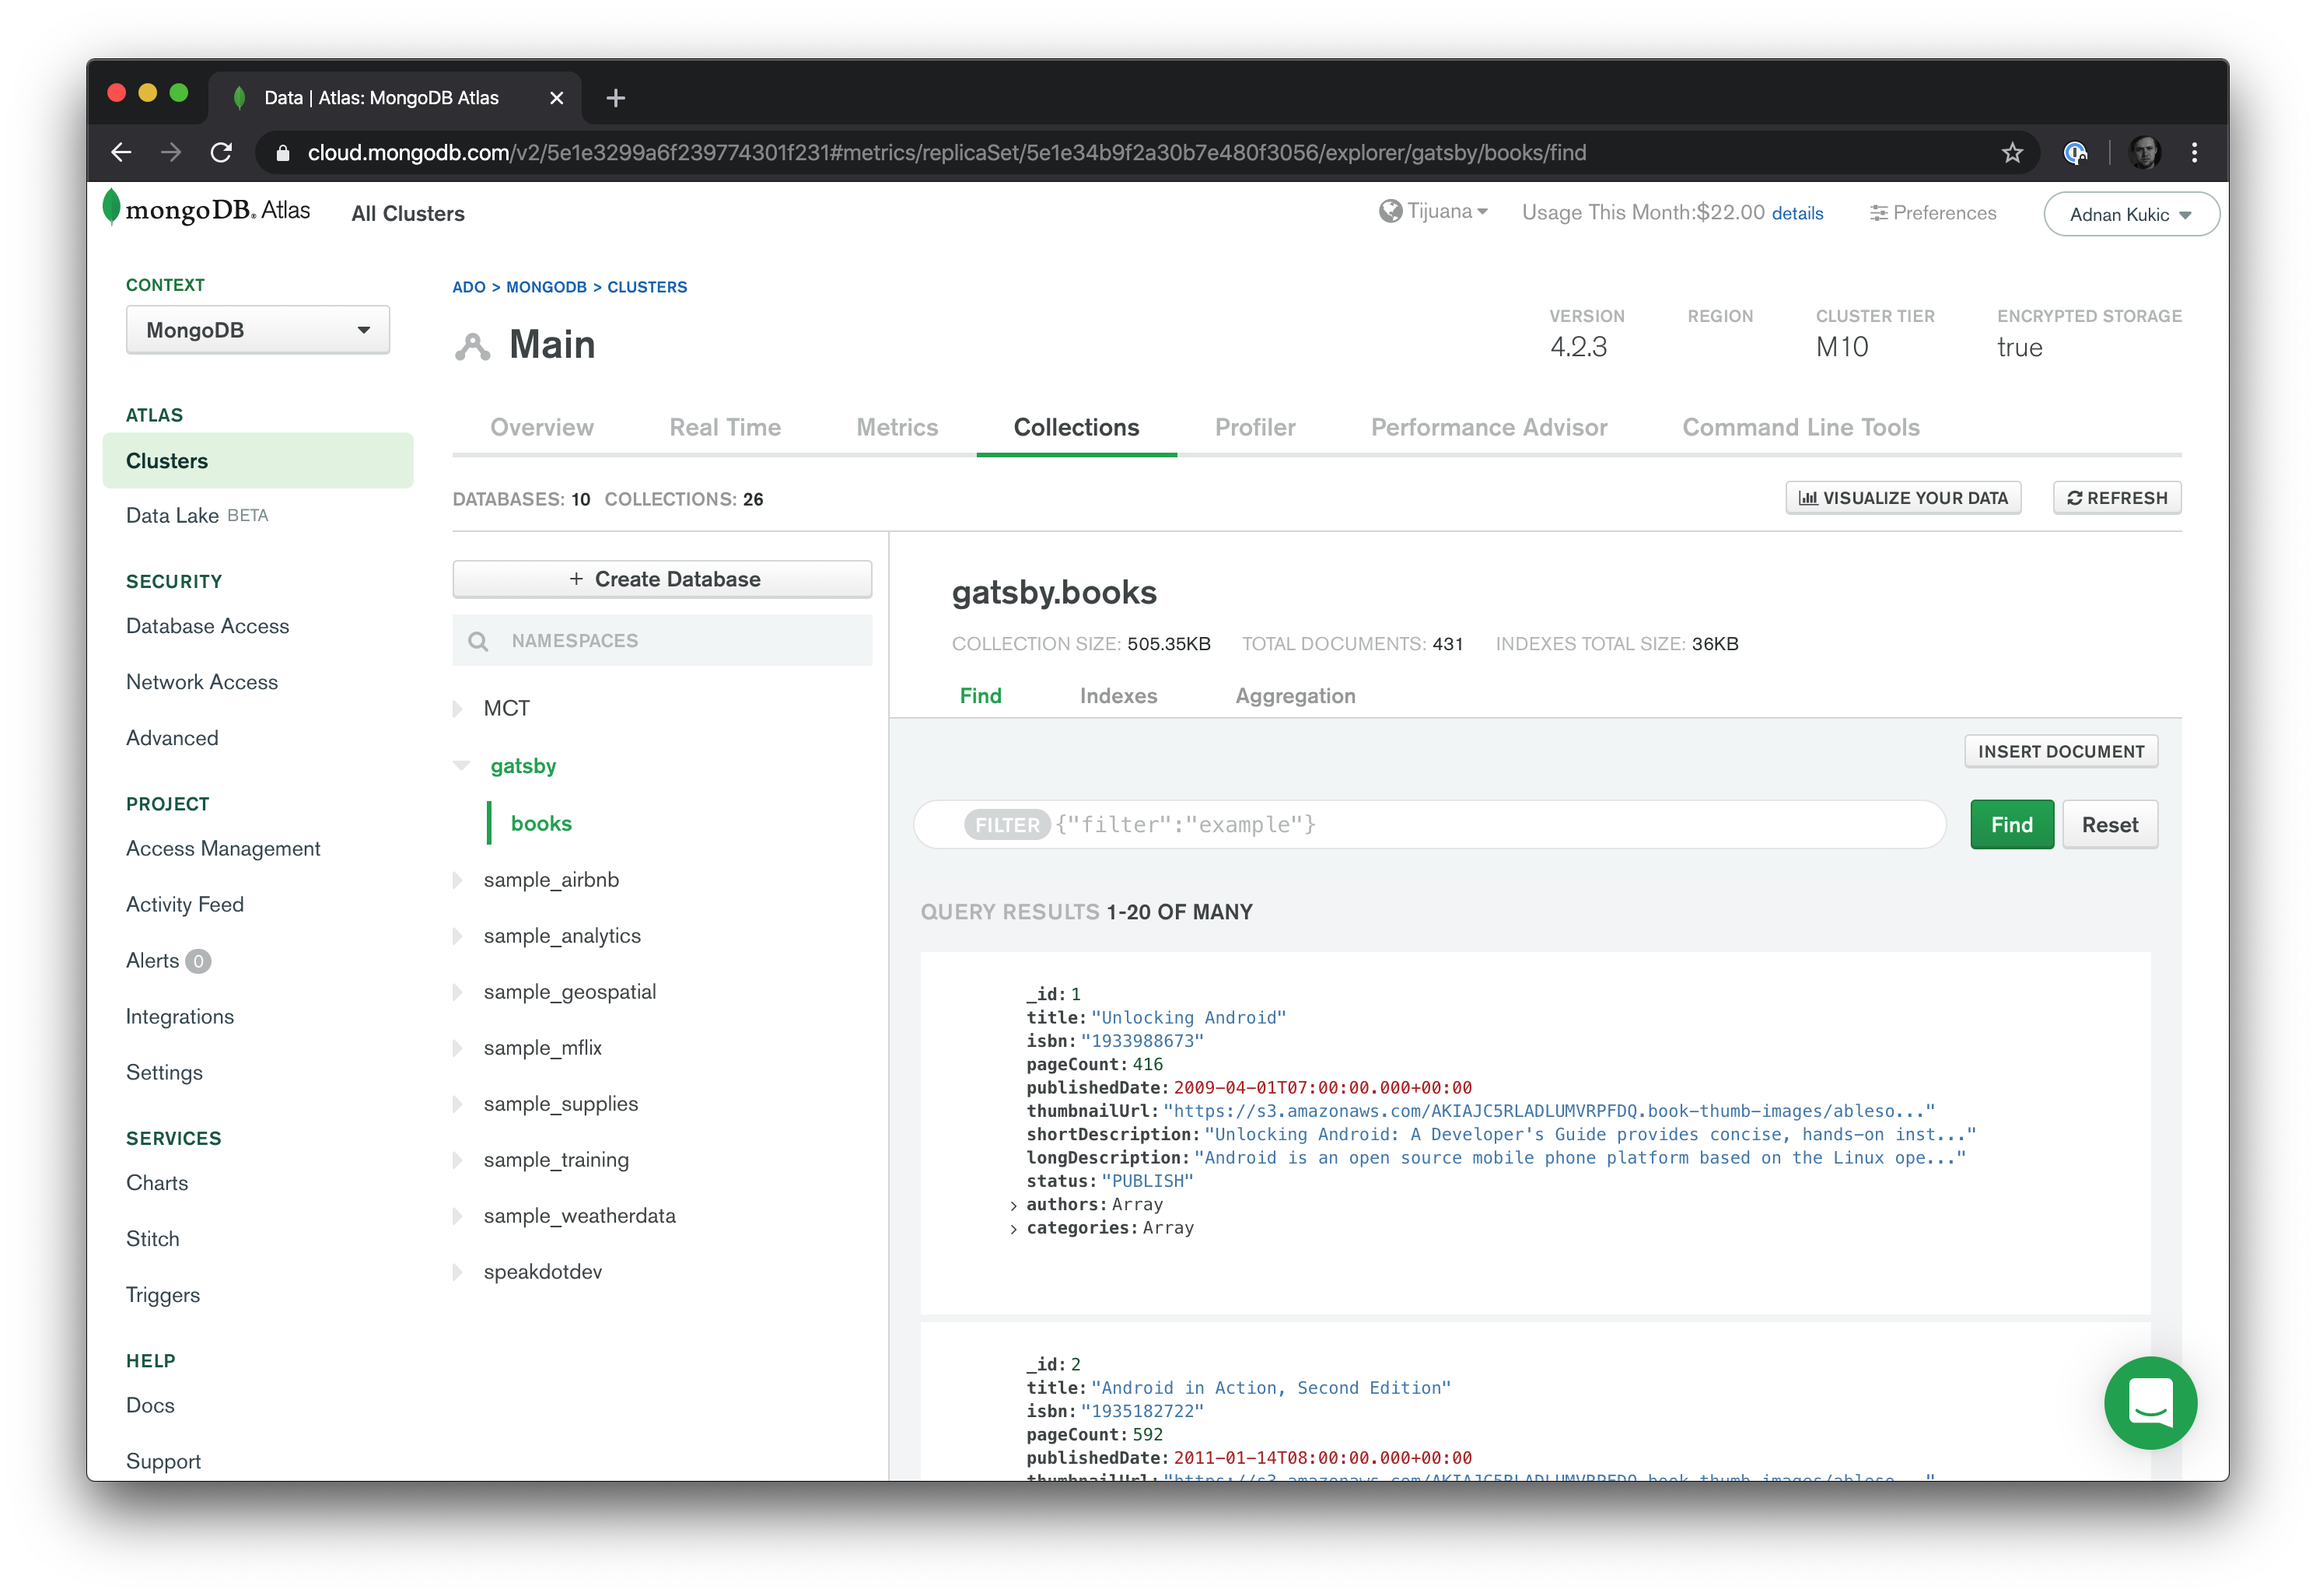 Data | Atlas: MongoDB Atlas
cloud.mongodb.com/v2/5e1e3299a6f239774301f231#metrics/replicaSet/5e1e34b9f2a30b7e480f3056/explorer/gatsby/books/find
mongoDB. Atlas
All Clusters
Tijuana
Usage This Month:$22.00 details
Preferences
Adnan Kukic
CONTEXT
MongoDB
ATLAS
Clusters
Data Lake BETA
SECURITY
Database Access
Network Access
Advanced
PROJECT
Access Management
Activity Feed
Alerts 0
Integrations
Settings
SERVICES
Charts
Stitch
Triggers
HELP
Docs
Support
ADO > MONGODB > CLUSTERS
Main
VERSION
4.2.3
REGION
CLUSTER TIER
M10
ENCRYPTED STORAGE
true
Overview
Real Time
Metrics
Collections
Profiler
Performance Advisor
Command Line Tools
DATABASES: 10 COLLECTIONS: 26
VISUALIZE YOUR DATA
REFRESH
+ Create Database
NAMESPACES
MCT
gatsby
books
sample_airbnb
sample_analytics
sample_geospatial
sample_mflix
sample_supplies
sample_training
sample_weatherdata
speakdotdev
gatsby.books
COLLECTION SIZE: 505.35KB TOTAL DOCUMENTS: 431 INDEXES TOTAL SIZE: 36KB
Find
Indexes
Aggregation
INSERT DOCUMENT
FILTER {"filter":"example"}
Find
Reset
QUERY RESULTS 1-20 OF MANY
_id: 1
title: "Unlocking Android"
isbn: "1933988673"
pageCount: 416
publishedDate: 2009-04-01T07:00:00.000+00:00
thumbnailUrl: "https://s3.amazonaws.com/AKIAJC5RLADLUMVRPFDQ.book-thumb-images/ableso..."
shortDescription: "Unlocking Android: A Developer's Guide provides concise, hands-on inst..."
longDescription: "Android is an open source mobile phone platform based on the Linux ope..."
status: "PUBLISH"
> authors: Array
> categories: Array
_id: 2
title: "Android in Action, Second Edition"
isbn: "1935182722"
pageCount: 592
publishedDate: 2011-01-14T08:00:00.000+00:00
thumbnailUrl: "https://s3.amazonaws.com/AKIAJC5RLADLUMVRPFDQ.book-thumb-images/ableso..."